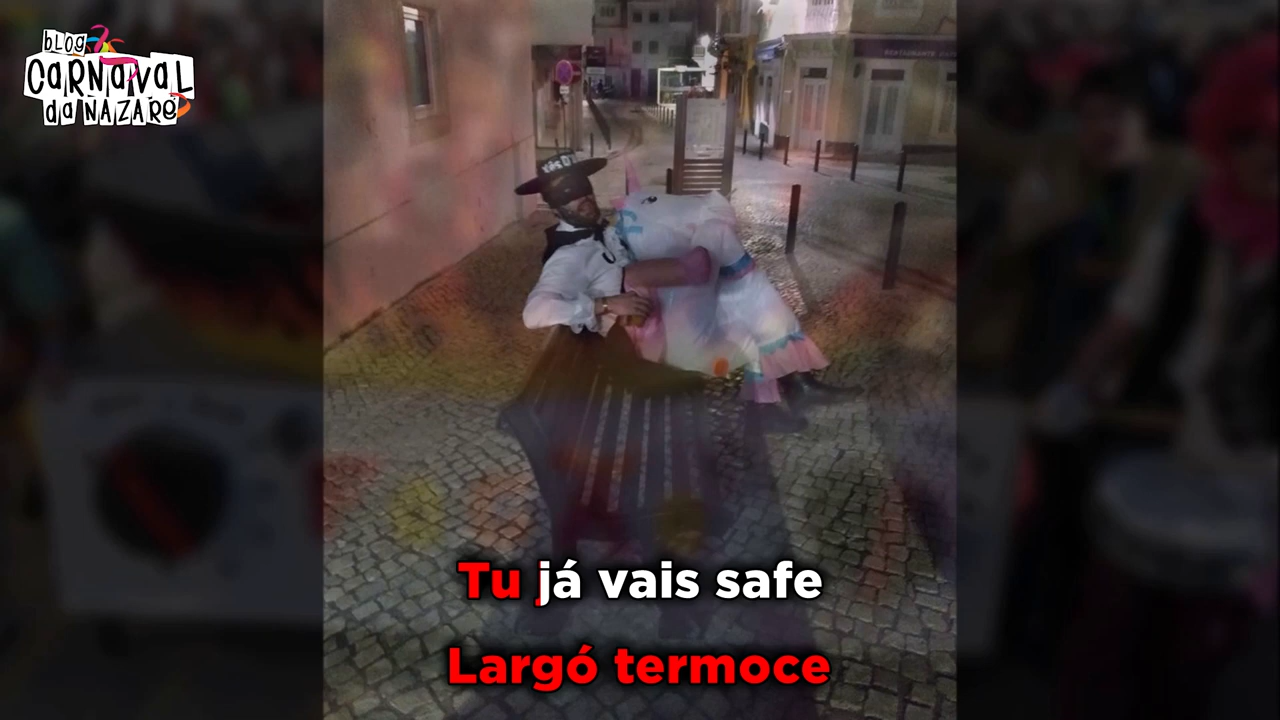 BLOG
CARNAVAL
da NAZARÉ
Tu já vais safe
Largó termoce